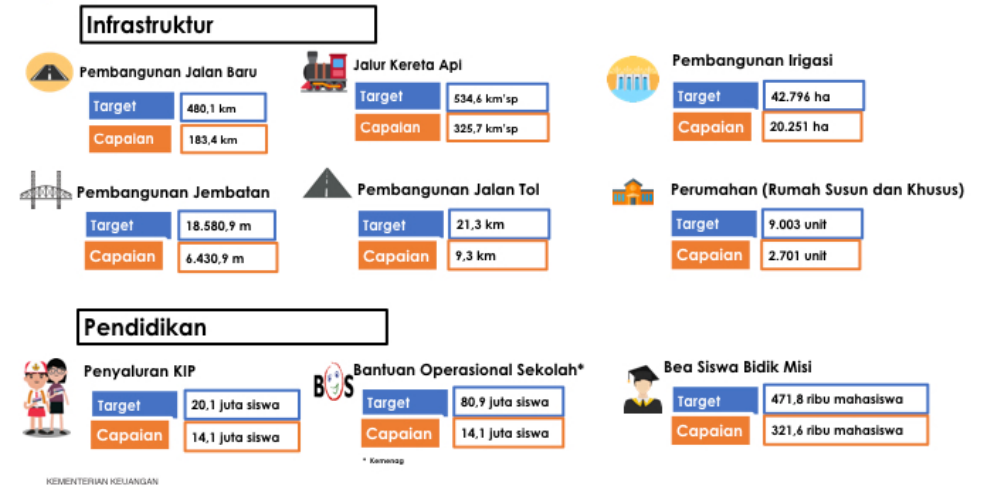 Infrastruktur
Pembangunan Jalan Baru
Target
480,1 km
Capaian
183,4 km
Jalur Kereta Api
Target
534,6 km'sp
Capaian
325,7 km'sp
Pembangunan Irigasi
Target
42.796 ha
Capaian
20.251 ha
Pembangunan Jembatan
Target
18.580,9 m
Capaian
6.430,9 m
Pembangunan Jalan Tol
Target
21,3 km
Capaian
9,3 km
Perumahan (Rumah Susun dan Khusus)
Target
9.003 unit
Capaian
2.701 unit
Pendidikan
Penyaluran KIP
Target
20,1 juta siswa
Capaian
14,1 juta siswa
BOS
Bantuan Operasional Sekolah*
Target
80,9 juta siswa
Capaian
14,1 juta siswa
* Kemenag
Bea Siswa Bidik Misi
Target
471,8 ribu mahasiswa
Capaian
321,6 ribu mahasiswa
KEMENTERIAN KEUANGAN